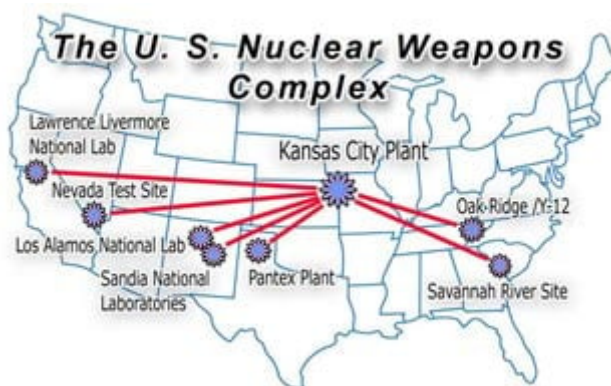 The U. S. Nuclear Weapons
Complex
Lawrence Livermore
National Lab
Kansas City Plant
Nevada Test Site
Oak Ridge /Y-12
Los Alamos National Lab
Sandia National
Laboratories
Pantex Plant
Savannah River Site